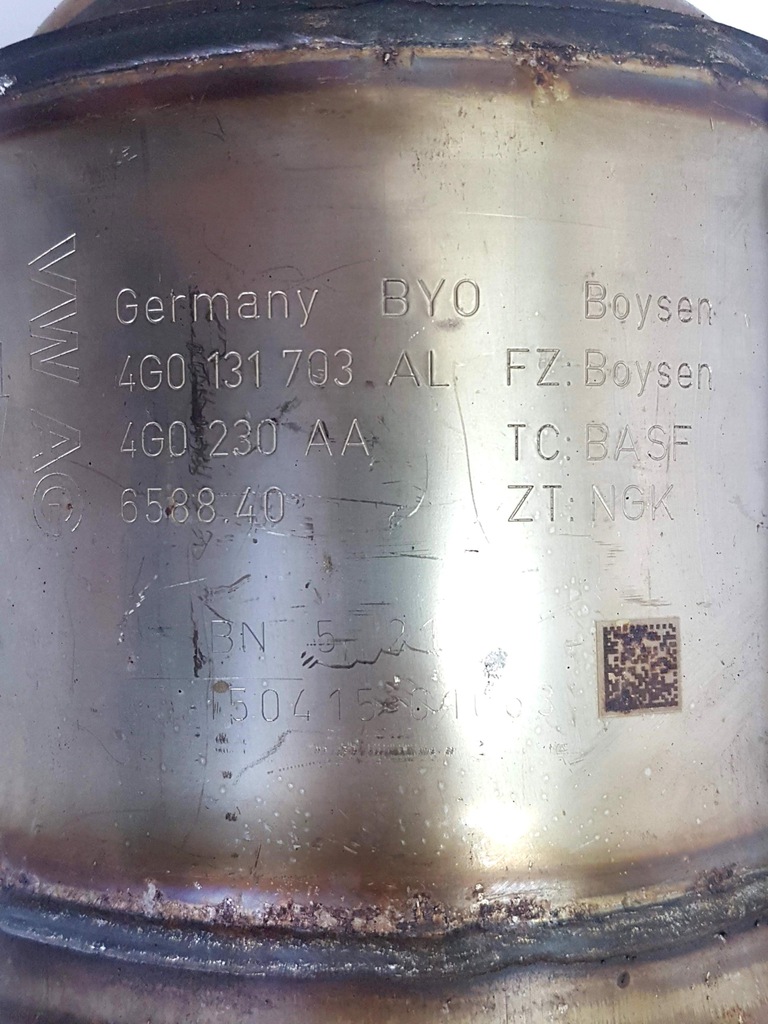 VW AG
Germany BYO Boysen
4G0 131 703 AL FZ: Boysen
4G0 230 AA TC: BASF
6588.40 ZT: NGK
BN 5